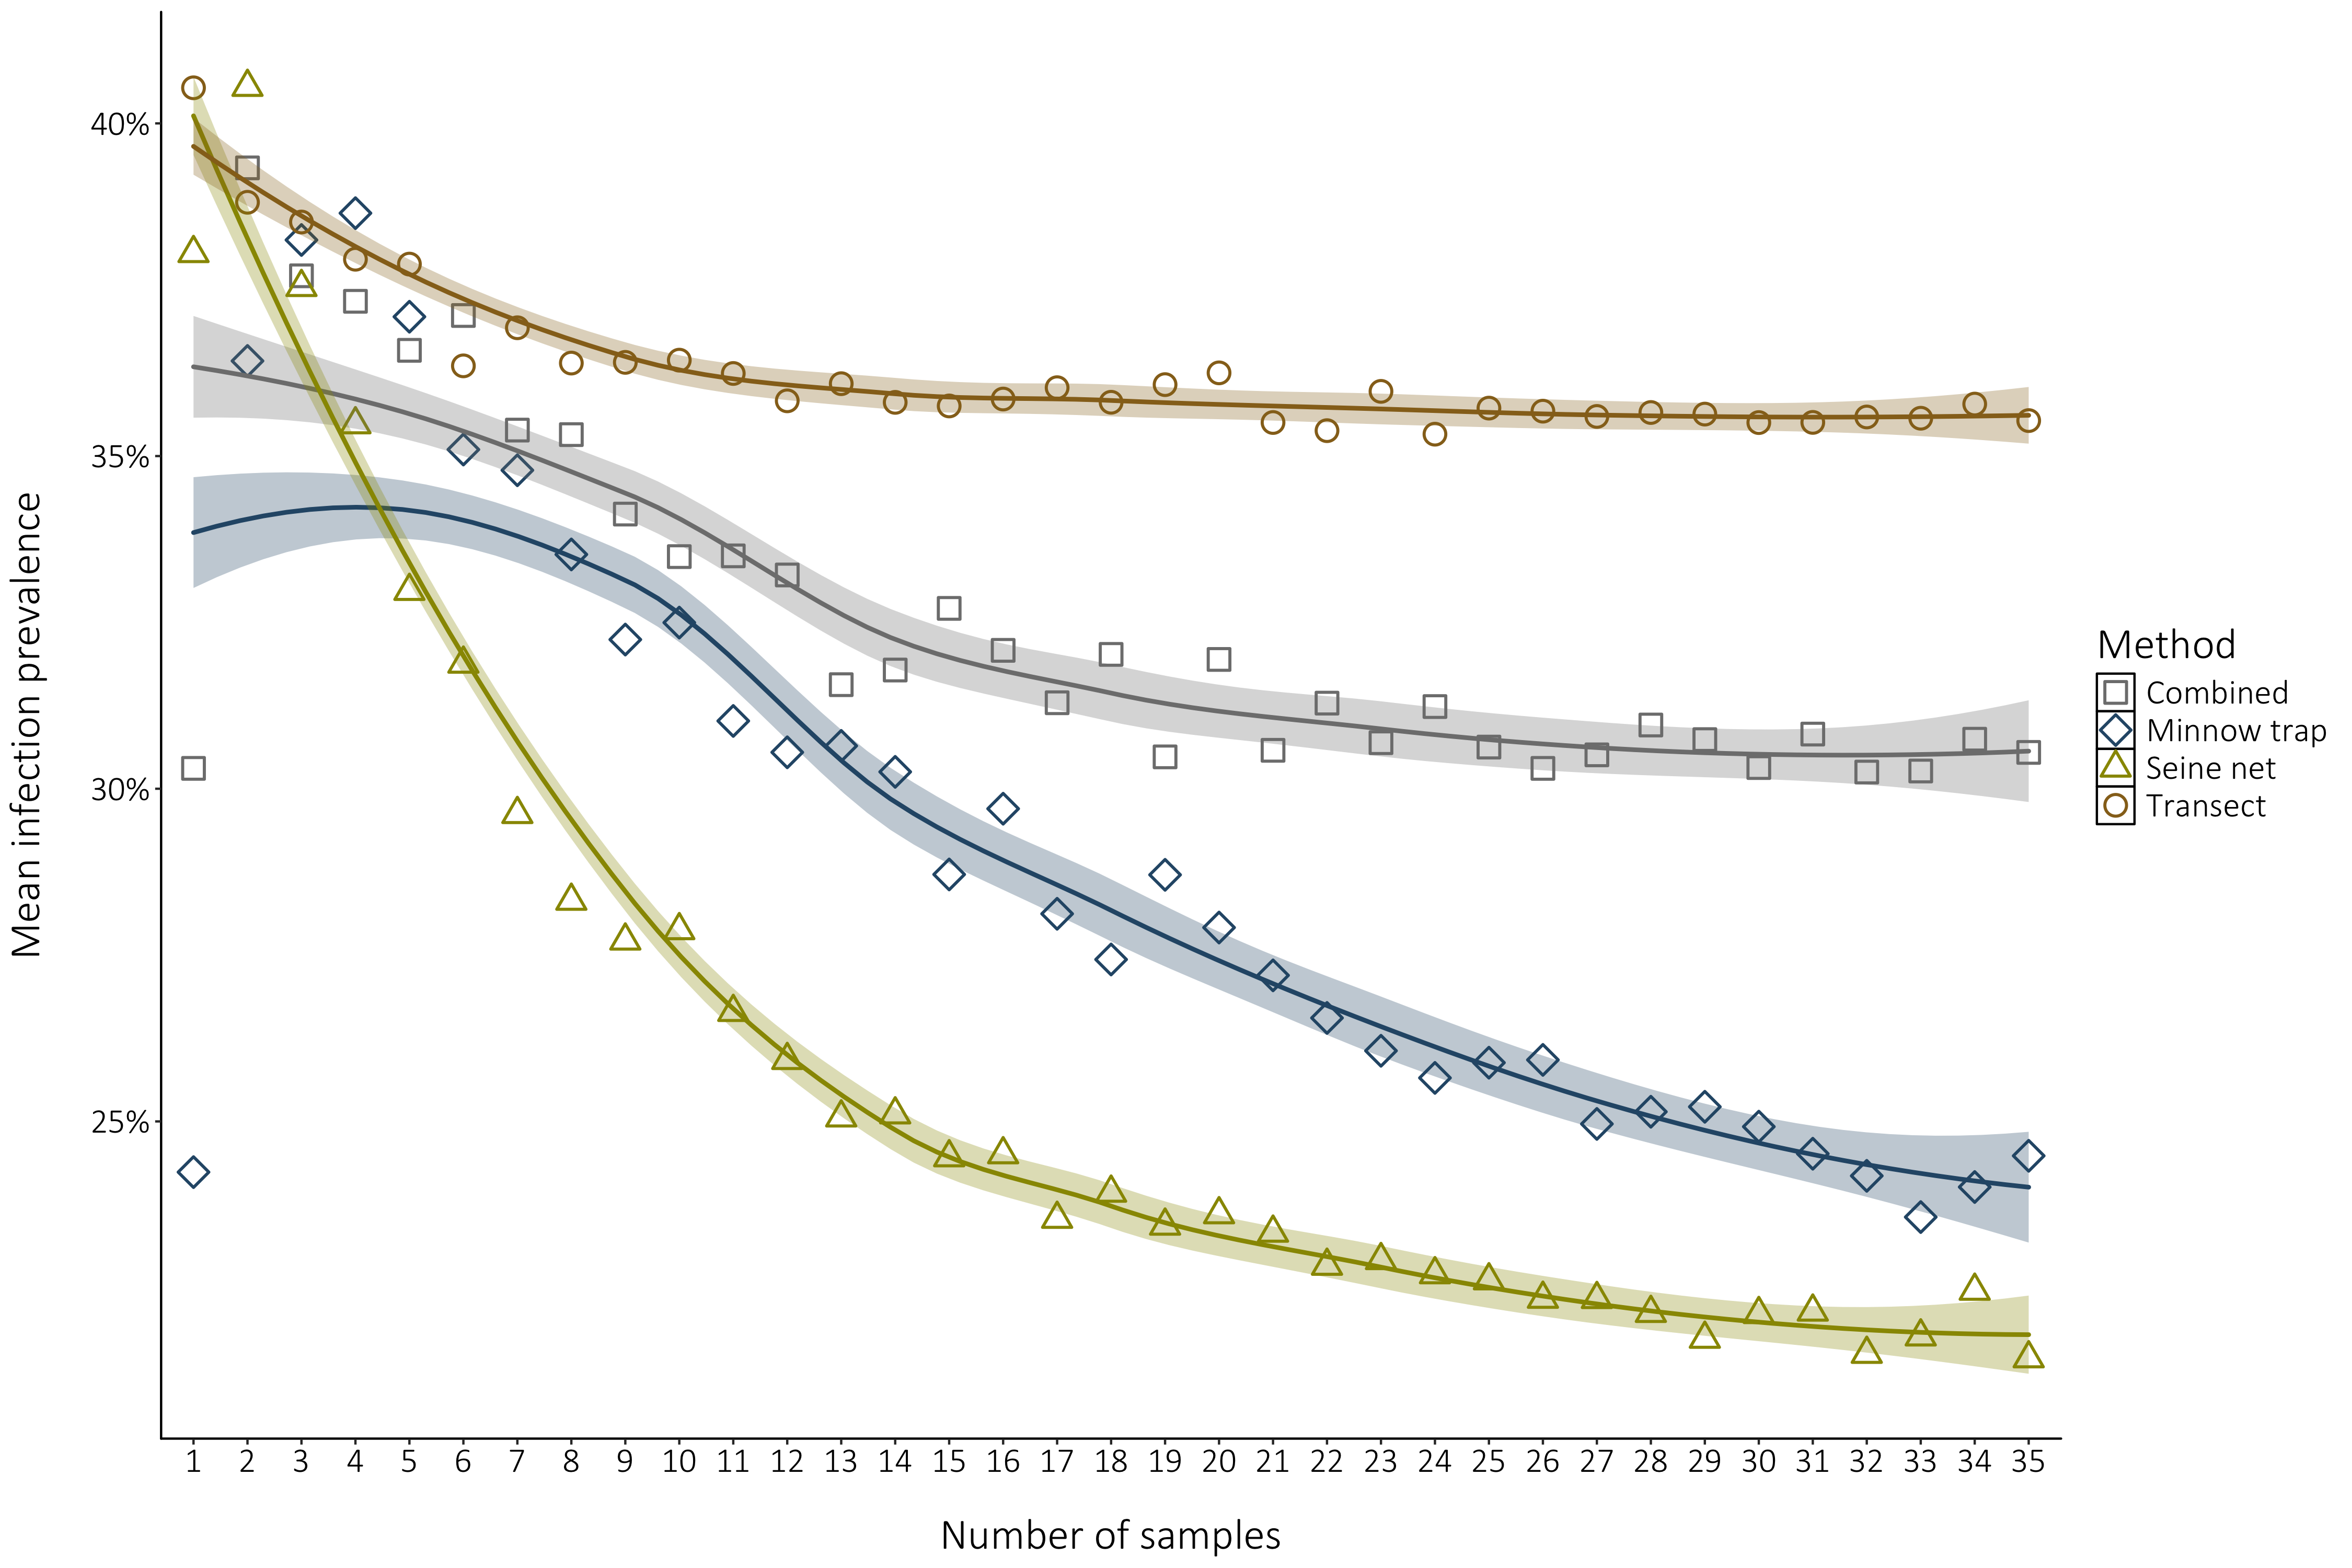 Mean infection prevalence
40%
35%
30%
25%
1 2 3 4 5 6 7 8 9 10 11 12 13 14 15 16 17 18 19 20 21 22 23 24 25 26 27 28 29 30 31 32 33 34 35
Number of samples
Method
Combined
Minnow trap
Seine net
Transect